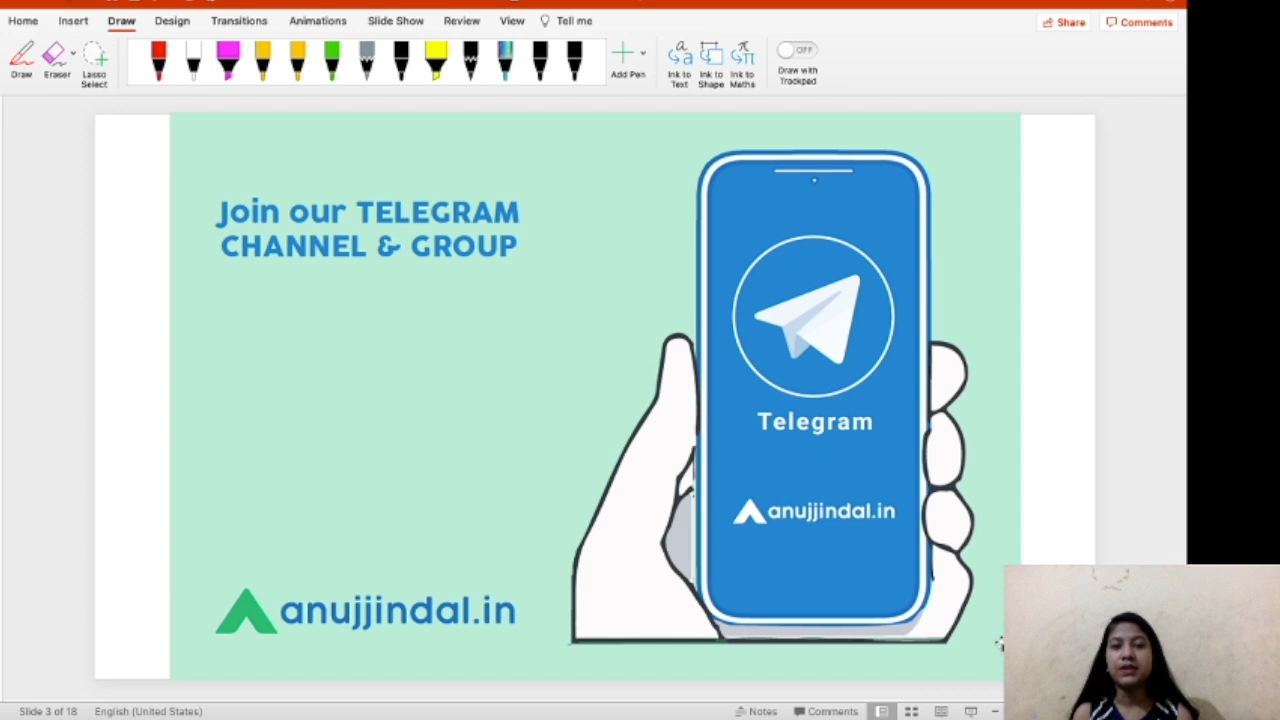 Home Insert Draw Design Transitions Animations Slide Show Review View Tell me Share Comments
Draw Eraser Lasso Select Add Pen Ink to Text Ink to Shape Ink to Maths OFF Draw with Trackpad
Join our TELEGRAM
CHANNEL & GROUP
Telegram
anujjindal.in
anujjindal.in
Slide 3 of 18 English (United States) Notes Comments